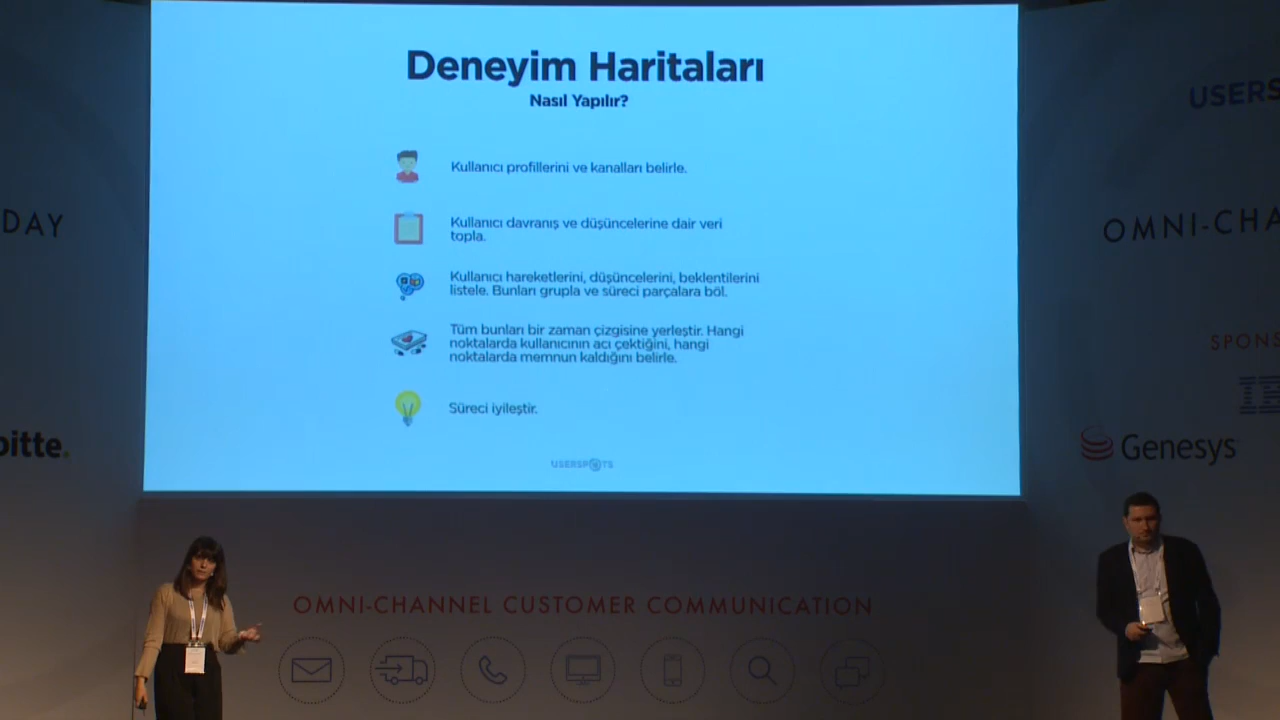 Deneyim Haritaları
Nasıl Yapılır?
Kullanıcı profillerini ve kanalları belirle.
Kullanıcı davranış ve düşüncelerine dair veri
topla.
Kullanıcı hareketlerini, düşüncelerini, beklentilerini
listele. Bunları grupla ve süreci parçalara böl.
Tüm bunları bir zaman çizgisine yerleştir. Hangi
noktalarda kullanıcının acı çektiğini, hangi
noktalarda memnun kaldığını belirle.
Süreci iyileştir.
USERSPOTS
DAY
oitte.
USERS
OMNI-CHA
SPONS
IB
Genesys
OMNI-CHANNEL CUSTOMER COMMUNICATION